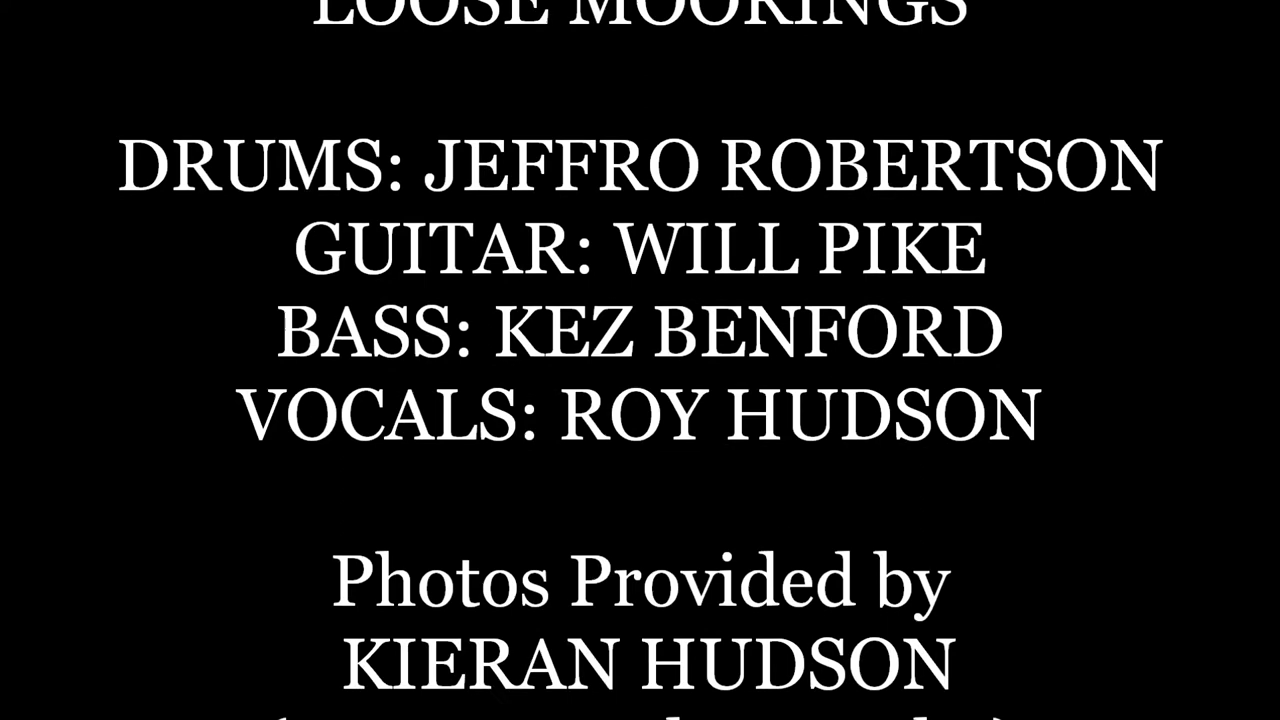 LOOSE MOORINGS
DRUMS: JEFFRO ROBERTSON
GUITAR: WILL PIKE
BASS: KEZ BENFORD
VOCALS: ROY HUDSON
Photos Provided by
KIERAN HUDSON